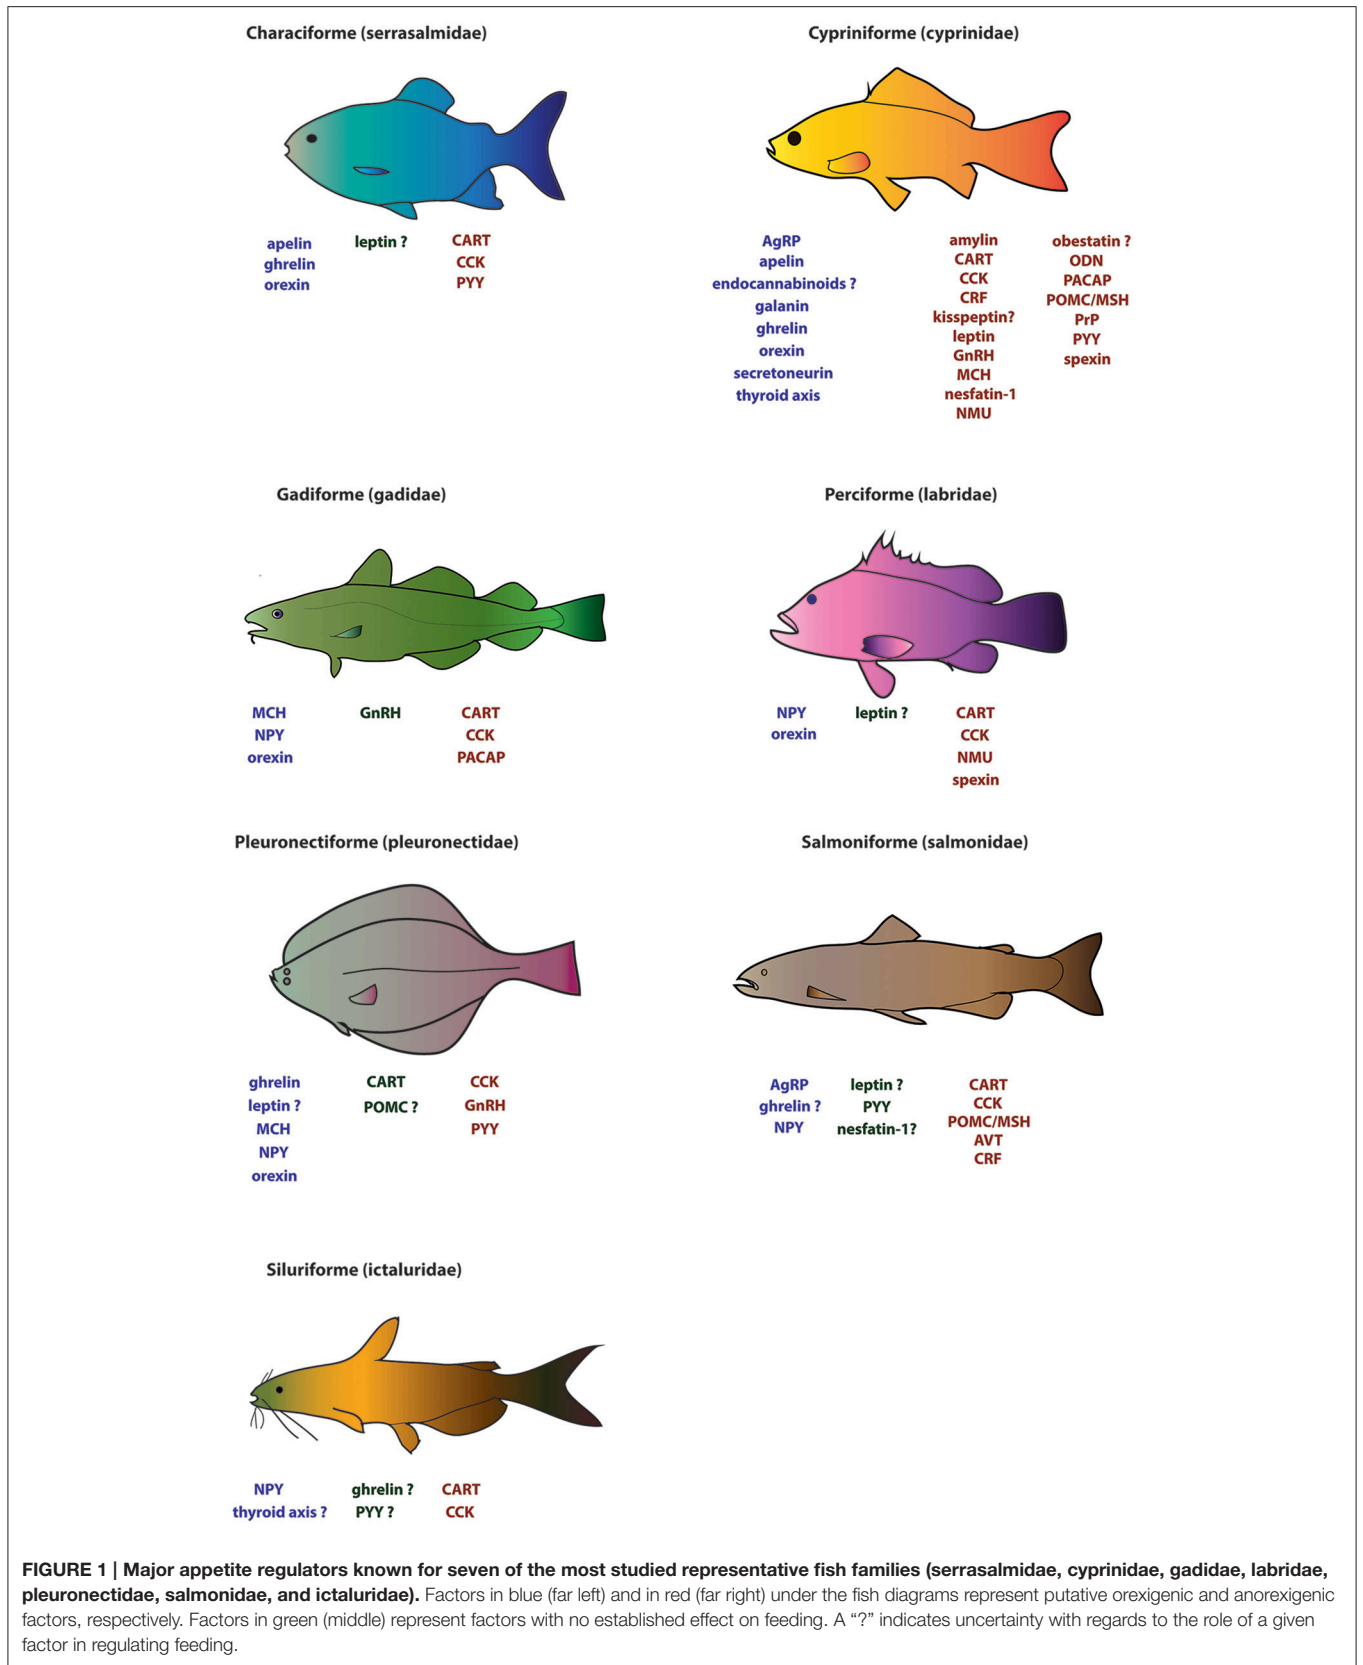 Characiforme (serrasalmidae)
apelin
ghrelin
orexin
leptin ?
CART
CCK
PYY
Cypriniforme (cyprinidae)
AgRP
apelin
endocannabinoids ?
galanin
ghrelin
orexin
secretoneurin
thyroid axis
amylin
CART
CCK
CRF
kisspeptin?
leptin
GnRH
MCH
nesfatin-1
NMU
obestatin ?
ODN
PACAP
POMC/MSH
PrP
PYY
spexin
Gadiforme (gadidae)
MCH
NPY
orexin
GnRH
CART
CCK
PACAP
Perciforme (labridae)
NPY
orexin
leptin ?
CART
CCK
NMU
spexin
Pleuronectiforme (pleuronectidae)
ghrelin
leptin ?
MCH
NPY
orexin
CART
POMC ?
CCK
GnRH
PYY
Salmoniforme (salmonidae)
AgRP
ghrelin ?
NPY
leptin ?
PYY
nesfatin-1?
CART
CCK
POMC/MSH
AVT
CRF
Siluriforme (ictaluridae)
NPY
thyroid axis ?
ghrelin ?
PYY ?
CART
CCK
FIGURE 1 | Major appetite regulators known for seven of the most studied representative fish families (serrasalmidae, cyprinidae, gadidae, labridae,
pleuronectidae, salmonidae, and ictaluridae). Factors in blue (far left) and in red (far right) under the fish diagrams represent putative orexigenic and anorexigenic
factors, respectively. Factors in green (middle) represent factors with no established effect on feeding. A “?” indicates uncertainty with regards to the role of a given
factor in regulating feeding.